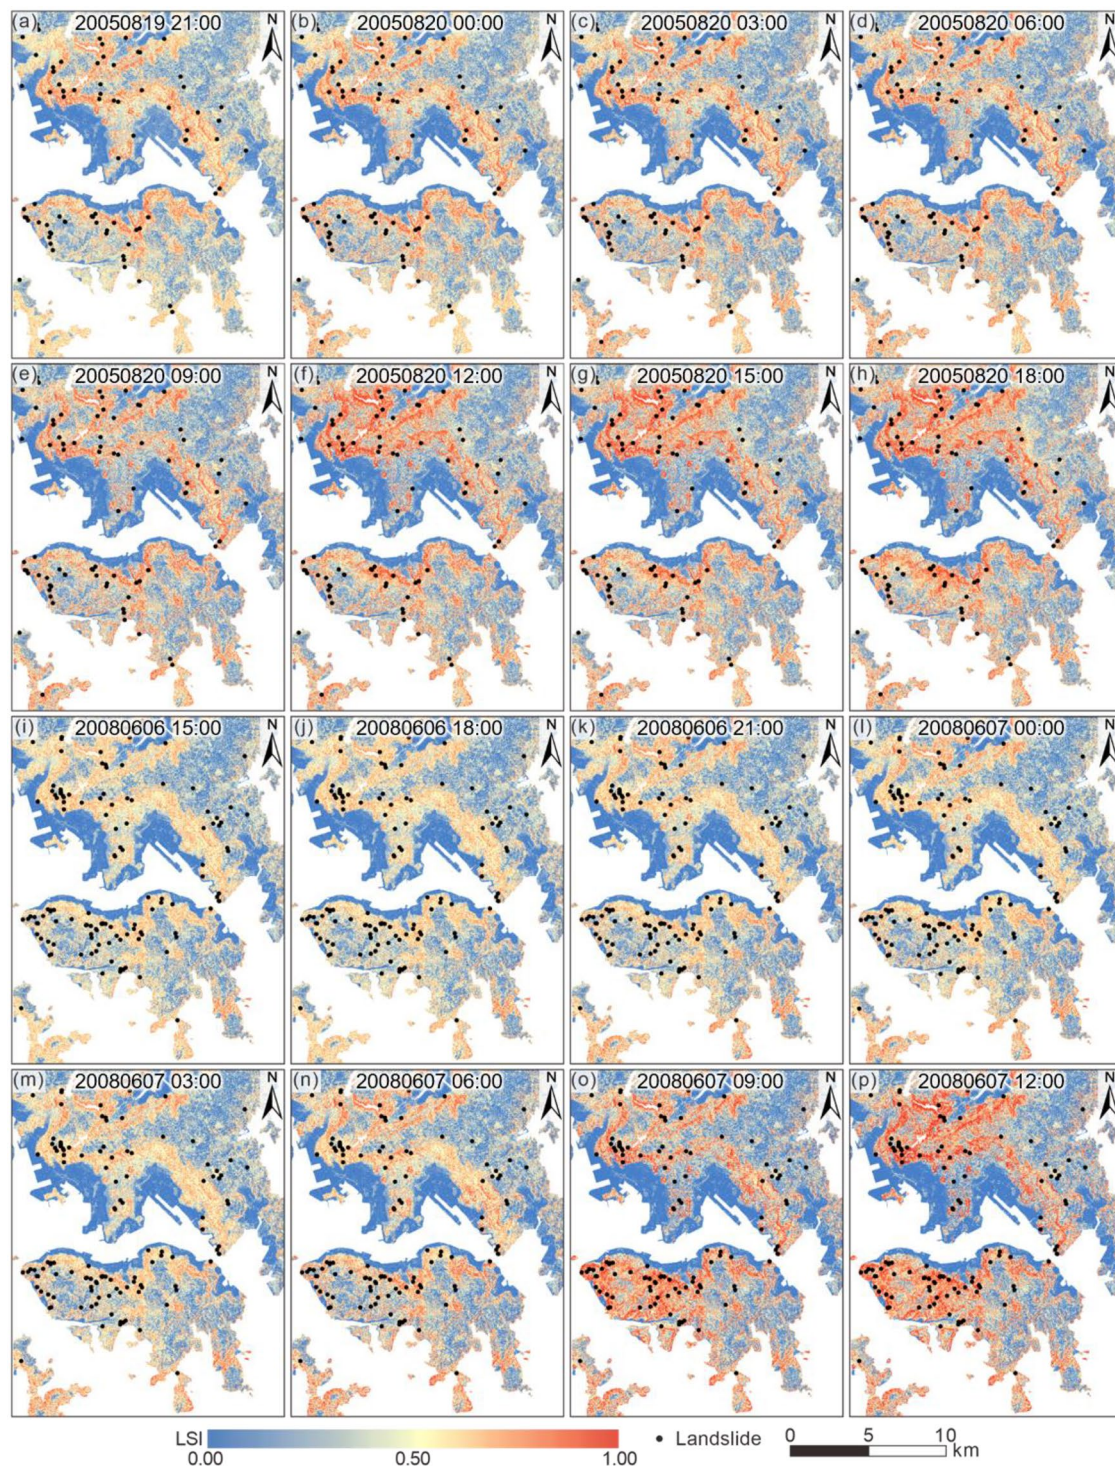 (a) 20050819 21:00 N
(b) 20050820 00:00 N
(c) 20050820 03:00 N
(d) 20050820 06:00 N
(e) 20050820 09:00 N
(f) 20050820 12:00 N
(g) 20050820 15:00 N
(h) 20050820 18:00 N
(i) 20080606 15:00 N
(j) 20080606 18:00 N
(k) 20080606 21:00 N
(l) 20080607 00:00 N
(m) 20080607 03:00 N
(n) 20080607 06:00 N
(o) 20080607 09:00 N
(p) 20080607 12:00 N
LSI
0.00 0.50 1.00
Landslide
0 5 10
km